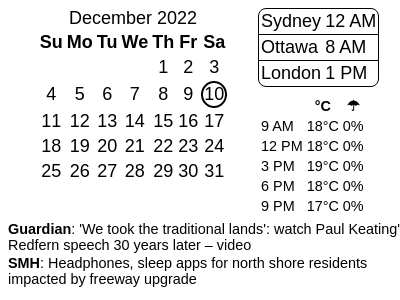 December 2022
Su Mo Tu We Th Fr Sa
1 2 3
4 5 6 7 8 9 10
11 12 13 14 15 16 17
18 19 20 21 22 23 24
25 26 27 28 29 30 31
Sydney 12 AM
Ottawa 8 AM
London 1 PM
°C ☂
9 AM 18°C 0%
12 PM 18°C 0%
3 PM 19°C 0%
6 PM 18°C 0%
9 PM 17°C 0%
Guardian: 'We took the traditional lands': watch Paul Keating'
Redfern speech 30 years later – video
SMH: Headphones, sleep apps for north shore residents
impacted by freeway upgrade